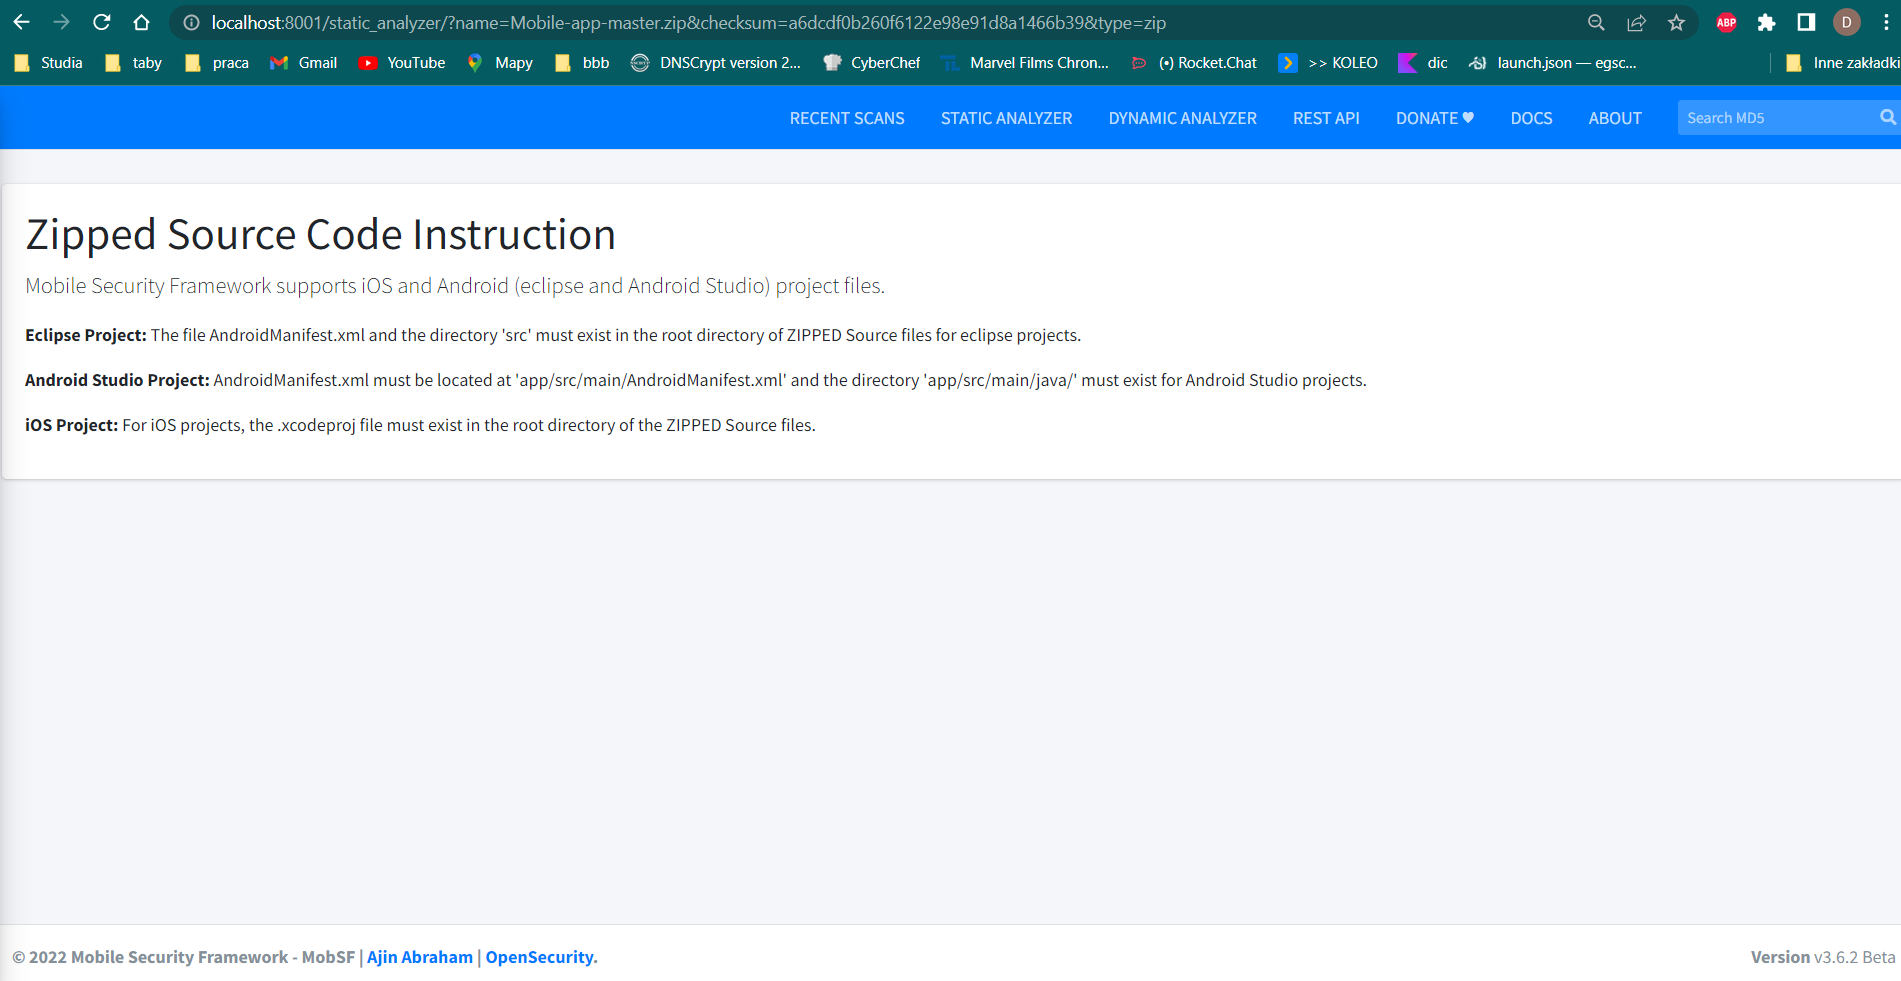 localhost:8001/static_analyzer/?name=Mobile-app-master.zip&checksum=a6dcdf0b260f6122e98e91d8a1466b39&type=zip
ABP
D
Studia taby praca Gmail YouTube Mapy bbb DNSCrypt version 2... CyberChef TL Marvel Films Chron... (•) Rocket.Chat >> KOLEO dic launch.json — egsc... Inne zakładki
RECENT SCANS STATIC ANALYZER DYNAMIC ANALYZER REST API DONATE ♥ DOCS ABOUT Search MD5
Zipped Source Code Instruction
Mobile Security Framework supports iOS and Android (eclipse and Android Studio) project files.
Eclipse Project: The file AndroidManifest.xml and the directory 'src' must exist in the root directory of ZIPPED Source files for eclipse projects.
Android Studio Project: AndroidManifest.xml must be located at 'app/src/main/AndroidManifest.xml' and the directory 'app/src/main/java/' must exist for Android Studio projects.
iOS Project: For iOS projects, the .xcodeproj file must exist in the root directory of the ZIPPED Source files.
© 2022 Mobile Security Framework - MobSF | Ajin Abraham | OpenSecurity.
Version v3.6.2 Beta